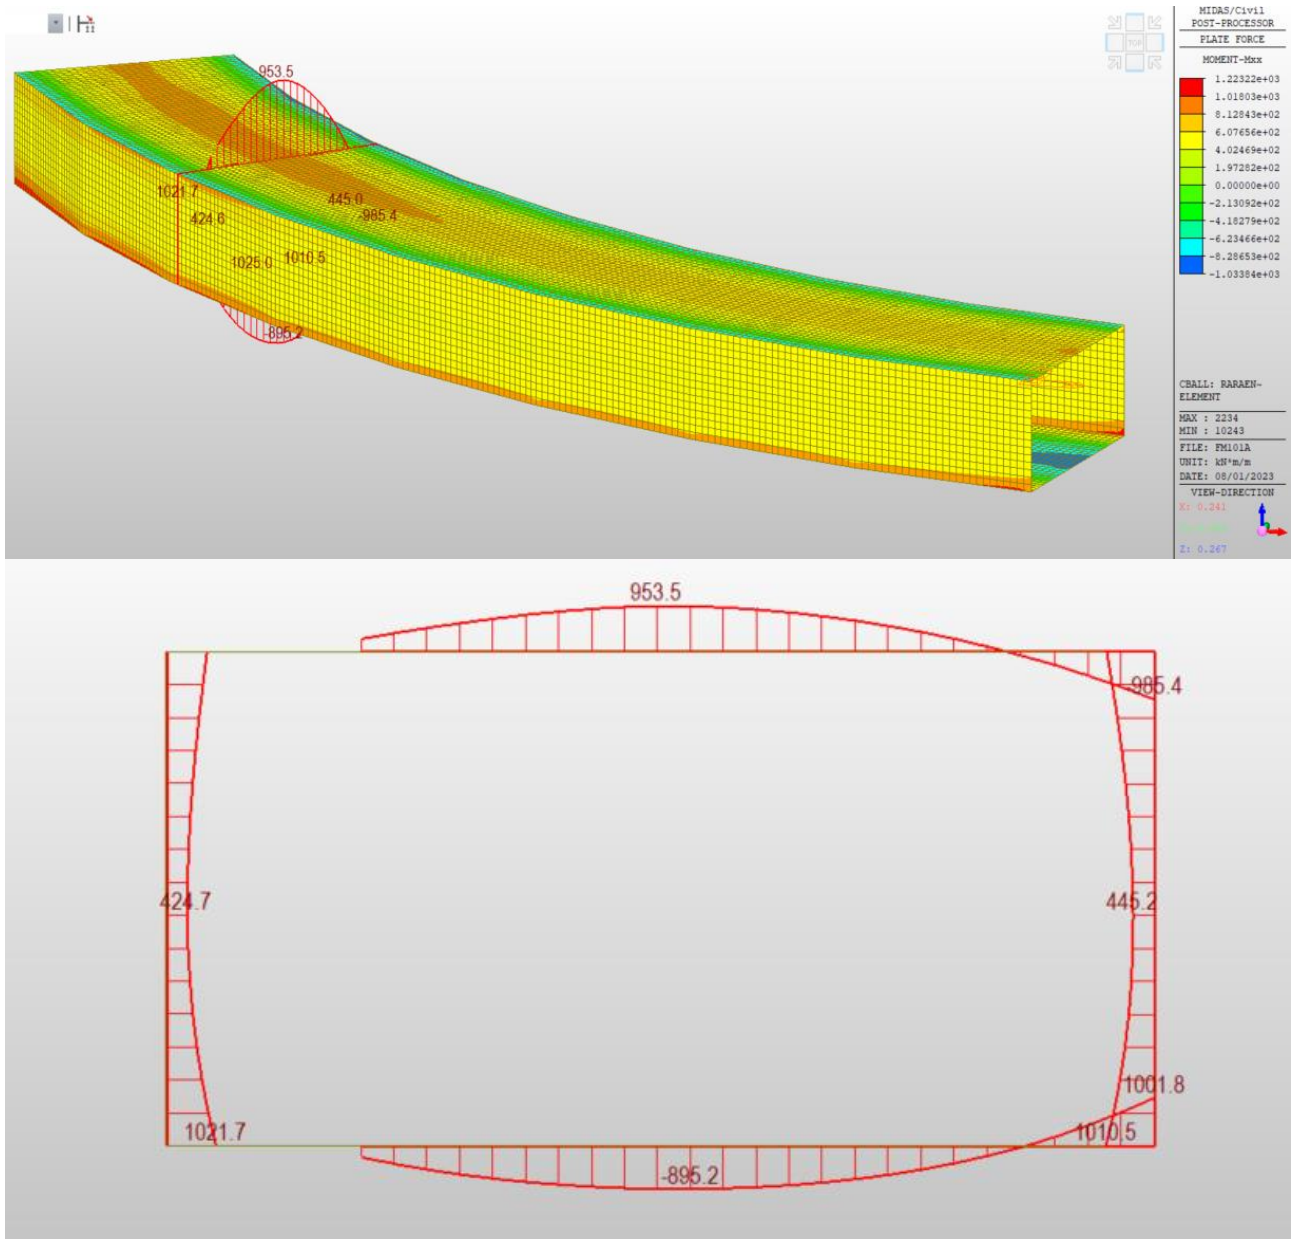 MIDAS/Civil
POST-PROCESSOR
PLATE FORCE
MOMENT-Mxx
1.22322e+03
1.01803e+03
8.12843e+02
6.07656e+02
4.02469e+02
1.97282e+02
0.00000e+00
-2.13092e+02
-4.18279e+02
-6.23466e+02
-8.28653e+02
-1.03384e+03
CBALL: RARAEN-
ELEMENT
MAX : 2234
MIN : 10243
FILE: FM101A
UNIT: kN*m/m
DATE: 08/01/2023
VIEW-DIRECTION
X: 0.241
Z: 0.267
TOP
953.5
1021.7
424.6
445.0
-985.4
1025.0
1010.5
-895.2
953.5
-985.4
424.7
445.2
1001.8
1021.7
1010.5
-895.2